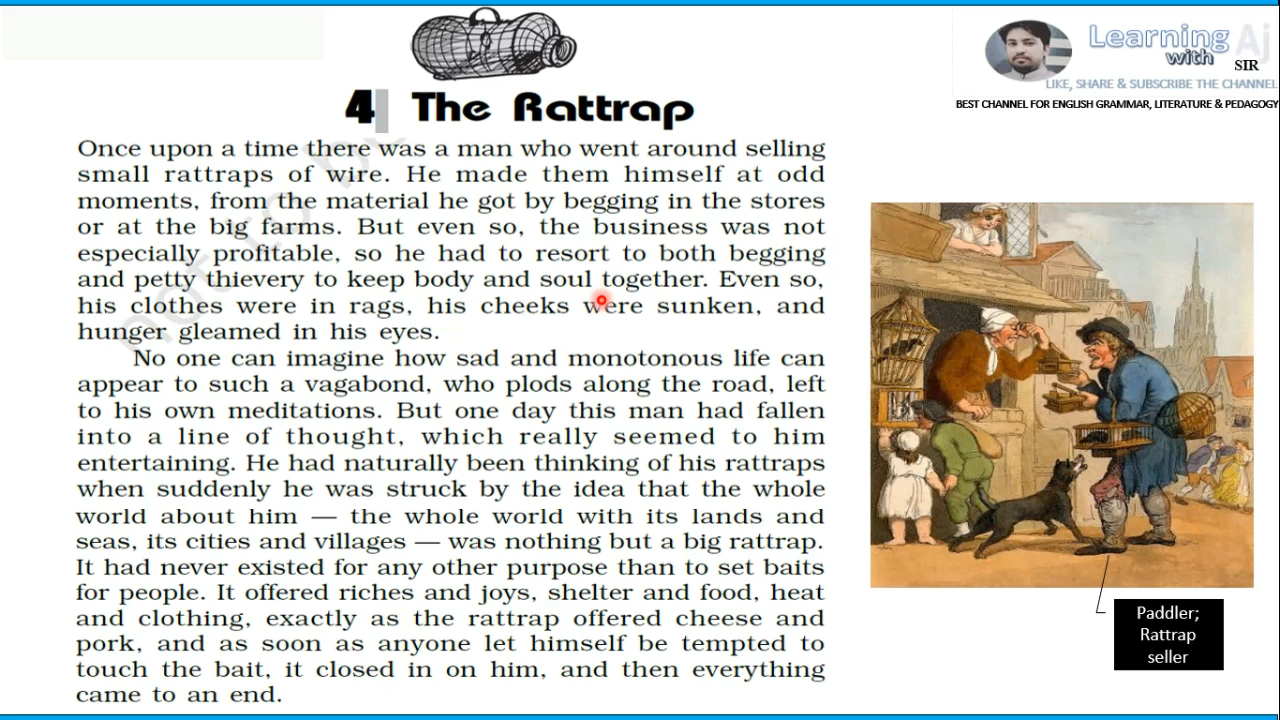 4 The Rattrap
Once upon a time there was a man who went around selling
small rattraps of wire. He made them himself at odd
moments, from the material he got by begging in the stores
or at the big farms. But even so, the business was not
especially profitable, so he had to resort to both begging
and petty thievery to keep body and soul together. Even so,
his clothes were in rags, his cheeks were sunken, and
hunger gleamed in his eyes.
No one can imagine how sad and monotonous life can
appear to such a vagabond, who plods along the road, left
to his own meditations. But one day this man had fallen
into a line of thought, which really seemed to him
entertaining. He had naturally been thinking of his rattraps
when suddenly he was struck by the idea that the whole
world about him — the whole world with its lands and
seas, its cities and villages — was nothing but a big rattrap.
It had never existed for any other purpose than to set baits
for people. It offered riches and joys, shelter and food, heat
and clothing, exactly as the rattrap offered cheese and
pork, and as soon as anyone let himself be tempted to
touch the bait, it closed in on him, and then everything
came to an end.
Learning
with Aj
SIR
LIKE, SHARE & SUBSCRIBE THE CHANNEL
BEST CHANNEL FOR ENGLISH GRAMMAR, LITERATURE & PEDAGOGY
Paddler;
Rattrap
seller
not to be